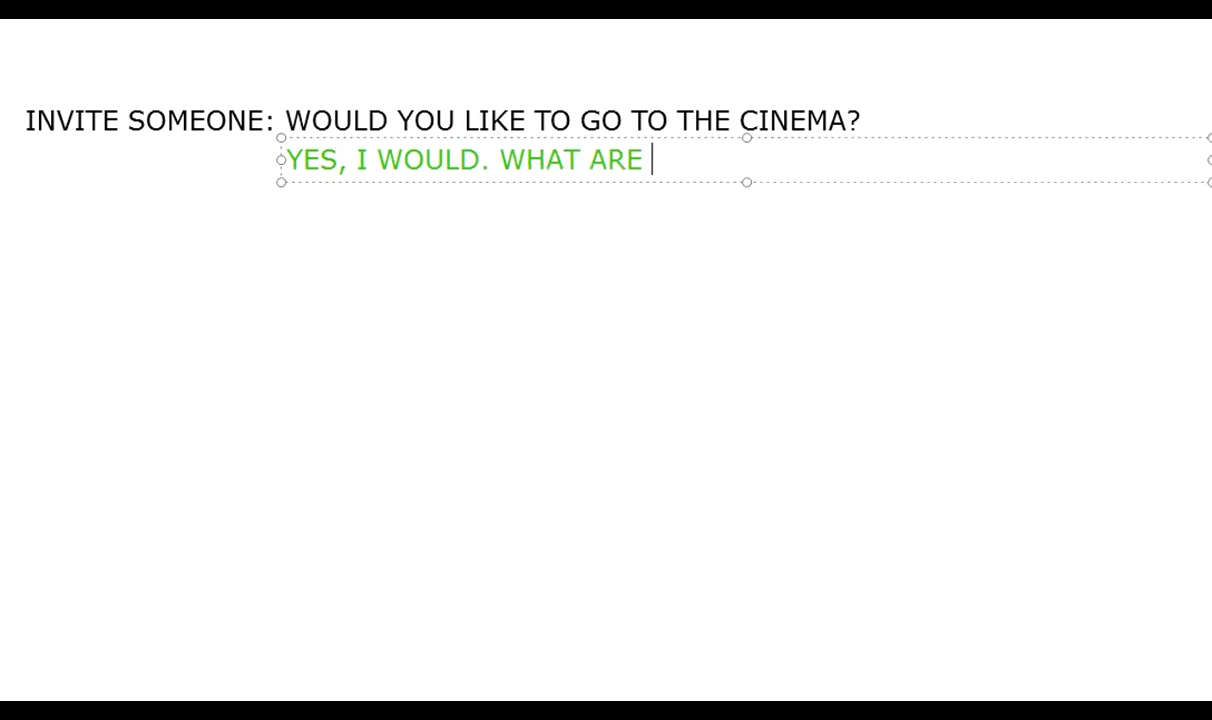 INVITE SOMEONE: WOULD YOU LIKE TO GO TO THE CINEMA?
YES, I WOULD. WHAT ARE